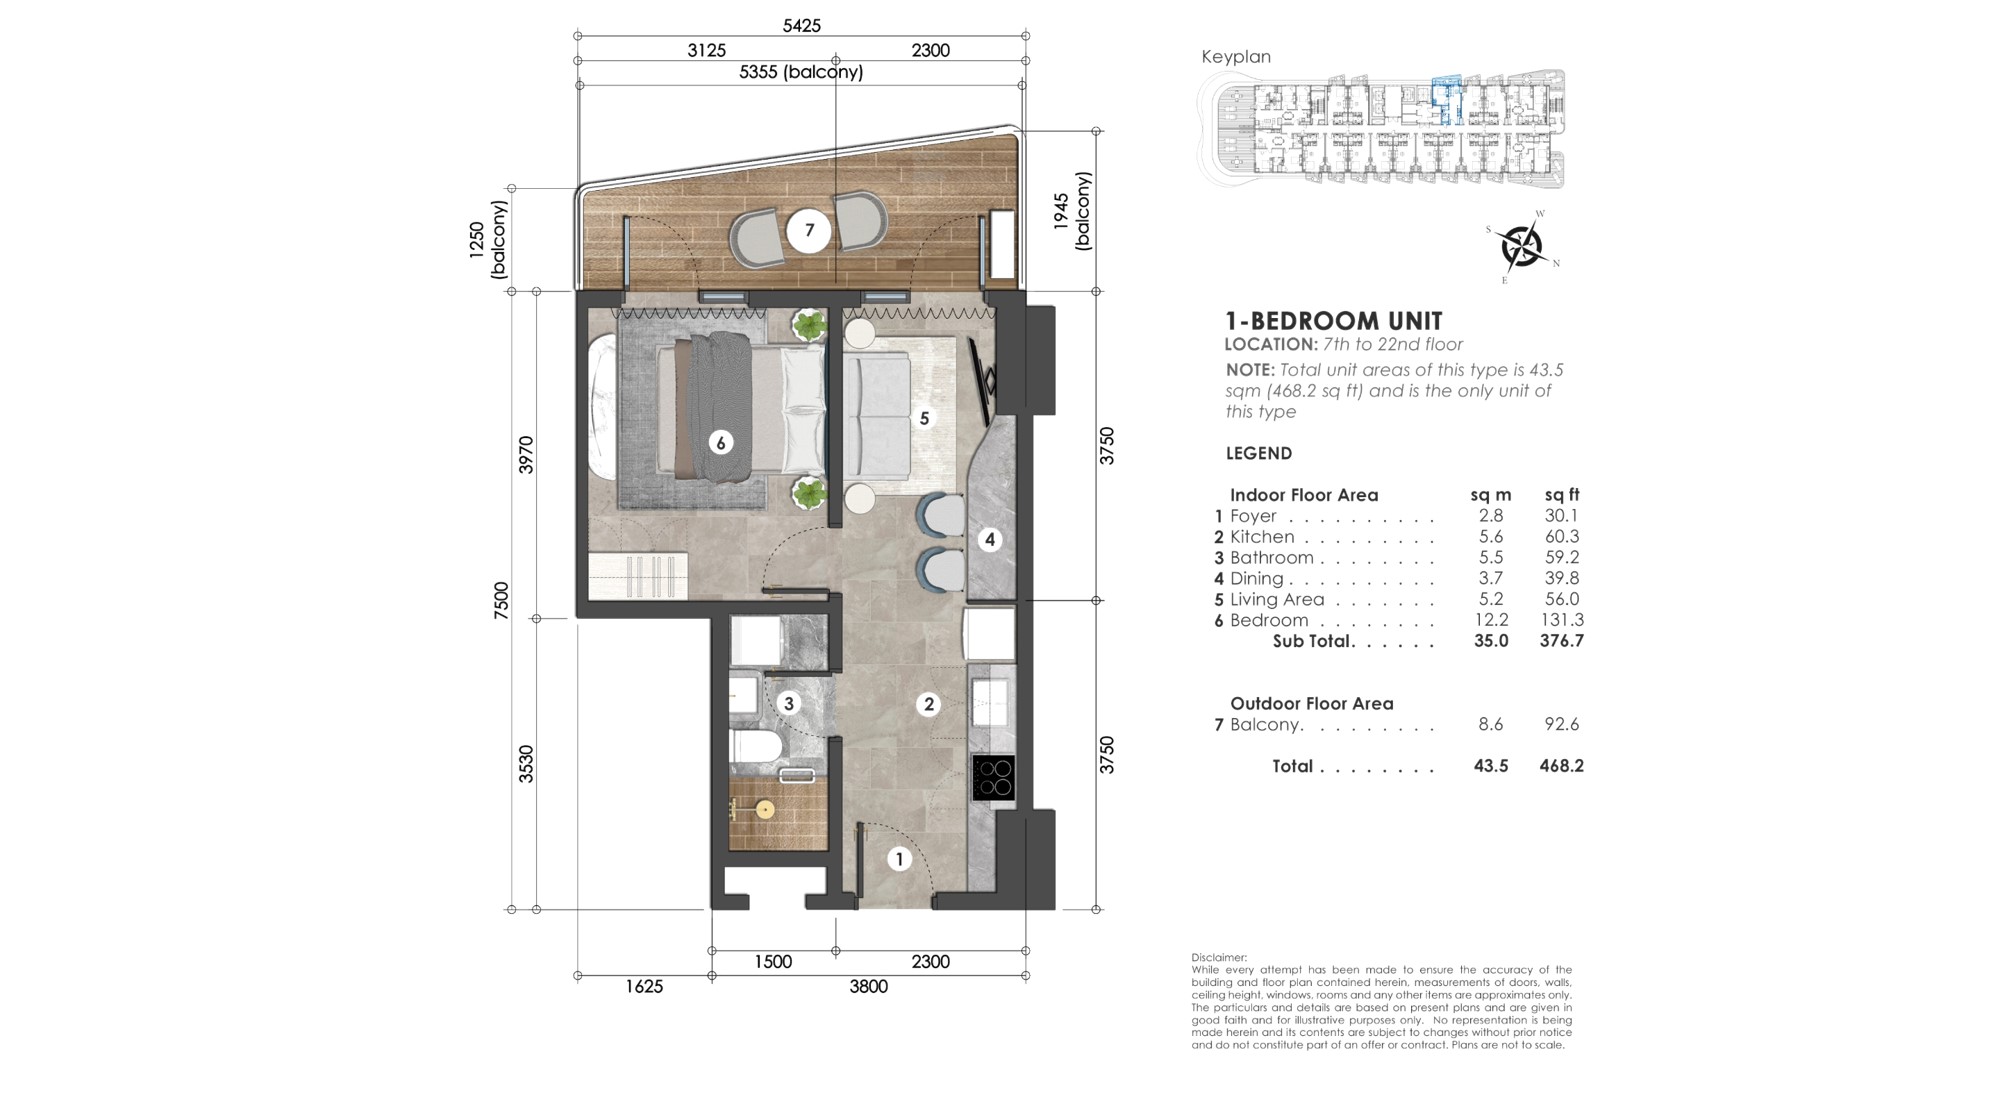 5425
3125 2300
5355 (balcony)
1250
(balcony)
1945
(balcony)
7
3970
7500
3530
3750
3750
6
5
4
3
2
1
1500 2300
1625 3800
Keyplan
W
S
N
E
1-BEDROOM UNIT
LOCATION: 7th to 22nd floor
NOTE: Total unit areas of this type is 43.5
sqm (468.2 sq ft) and is the only unit of
this type
LEGEND
Indoor Floor Area sq m sq ft
1 Foyer . . . . . . . . . . 2.8 30.1
2 Kitchen . . . . . . . . . 5.6 60.3
3 Bathroom . . . . . . . . 5.5 59.2
4 Dining . . . . . . . . . . 3.7 39.8
5 Living Area . . . . . . . 5.2 56.0
6 Bedroom . . . . . . . . 12.2 131.3
Sub Total. . . . . . 35.0 376.7
Outdoor Floor Area
7 Balcony. . . . . . . . . 8.6 92.6
Total . . . . . . . . 43.5 468.2
Disclaimer:
While every attempt has been made to ensure the accuracy of the
building and floor plan contained herein, measurements of doors, walls,
ceiling height, windows, rooms and any other items are approximates only.
The particulars and details are based on present plans and are given in
good faith and for illustrative purposes only. No representation is being
made herein and its contents are subject to changes without prior notice
and do not constitute part of an offer or contract. Plans are not to scale.